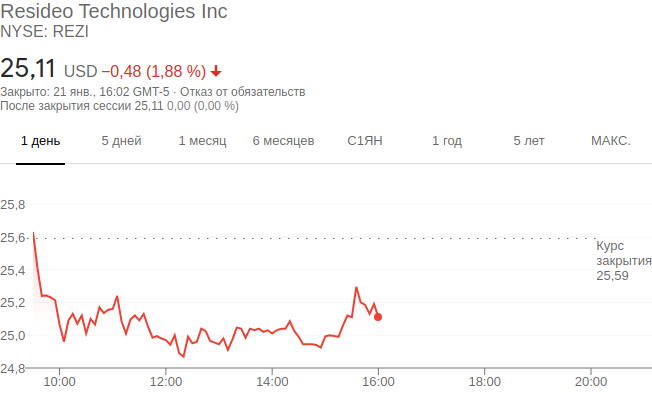 Resideo Technologies Inc
NYSE: REZI
25,11 USD −0,48 (1,88 %)
Закрыто: 21 янв., 16:02 GMT-5 · Отказ от обязательств
После закрытия сессии 25,11 0,00 (0,00 %)
1 день 5 дней 1 месяц 6 месяцев С1ЯН 1 год 5 лет МАКС.
25,8
25,6
Курс
закрытия
25,59
25,4
25,2
25,0
24,8
10:00 12:00 14:00 16:00 18:00 20:00